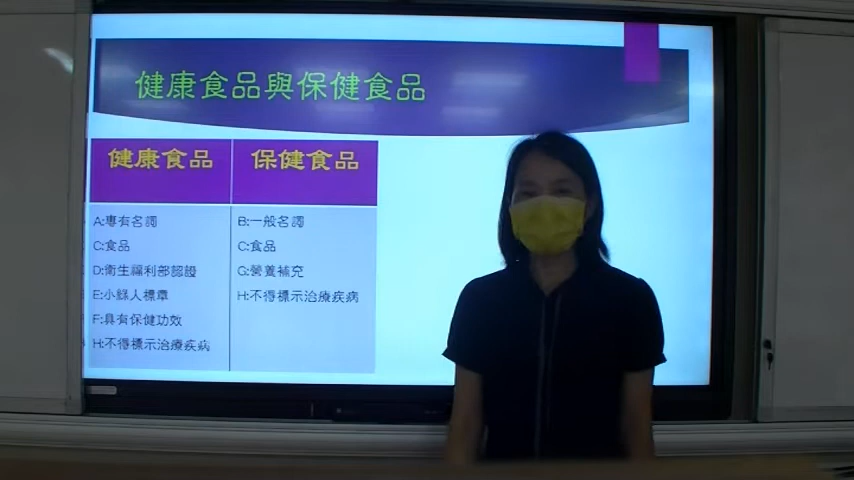 健康食品與保健食品
健康食品
保健食品
A:專有名詞
C:食品
D:衛生福利部認證
E:小綠人標章
F:具有保健功效
H:不得標示治療疾病
B:一般名詞
C:食品
G:營養補充
H:不得標示治療疾病